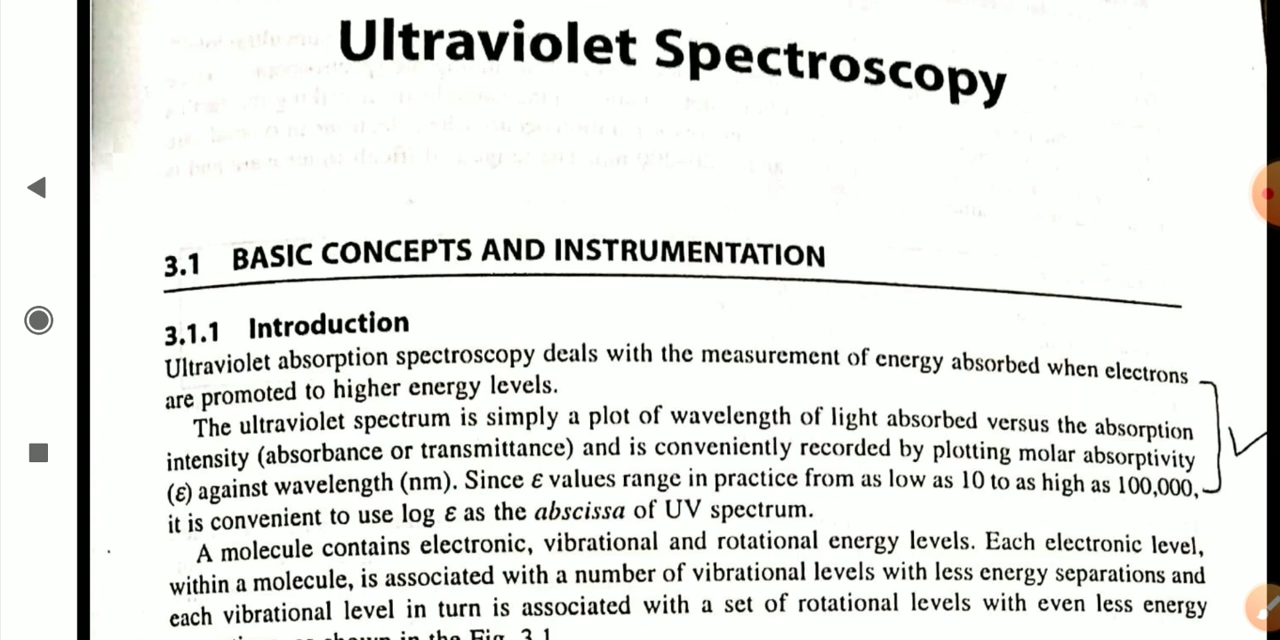 Ultraviolet Spectroscopy
3.1 BASIC CONCEPTS AND INSTRUMENTATION
3.1.1 Introduction
Ultraviolet absorption spectroscopy deals with the measurement of energy absorbed when electrons
are promoted to higher energy levels.
The ultraviolet spectrum is simply a plot of wavelength of light absorbed versus the absorption
intensity (absorbance or transmittance) and is conveniently recorded by plotting molar absorptivity
(ε) against wavelength (nm). Since ε values range in practice from as low as 10 to as high as 100,000,
it is convenient to use log ε as the abscissa of UV spectrum.
A molecule contains electronic, vibrational and rotational energy levels. Each electronic level,
within a molecule, is associated with a number of vibrational levels with less energy separations and
each vibrational level in turn is associated with a set of rotational levels with even less energy
shown in the Fig. 3.1